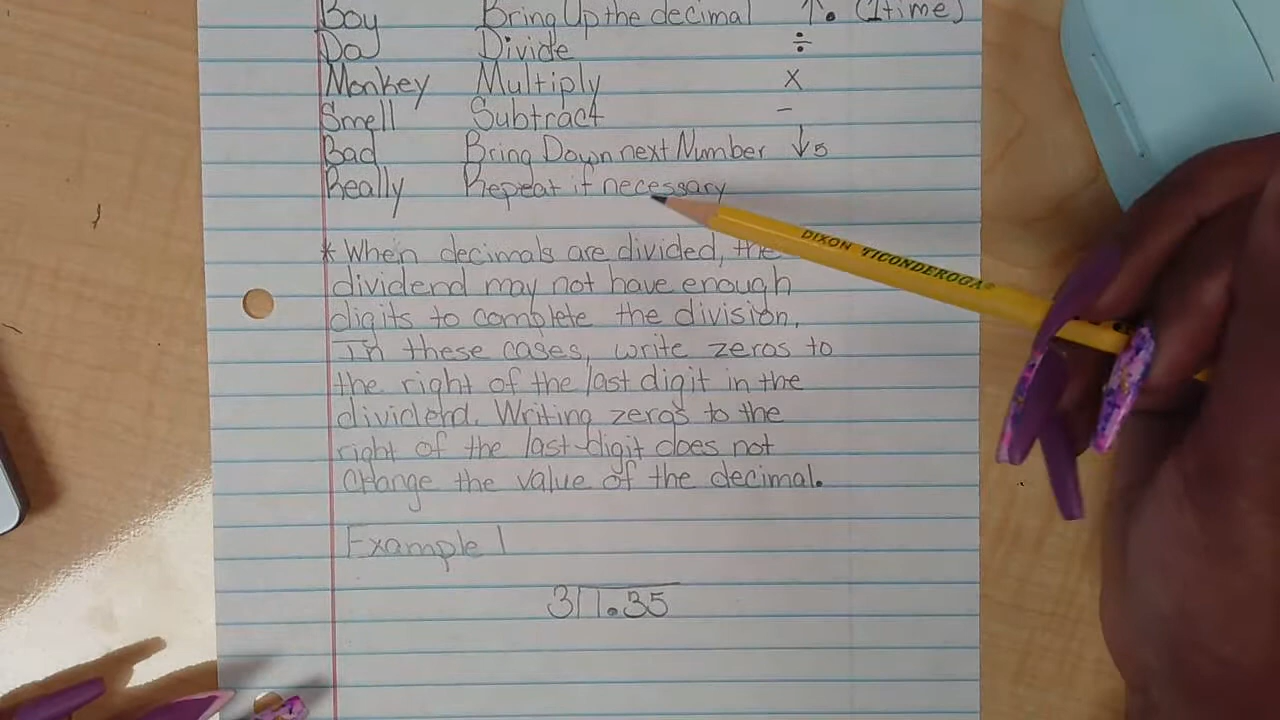 Boy Bring Up the decimal ↑. (1time)
Do Divide ÷
Monkey Multiply x
Smell Subtract -
Bad Bring Down next Number ↓5
Really Repeat if necessary
* When decimals are divided, the
dividend may not have enough
digits to complete the division.
In these cases, write zeros to
the right of the last digit in the
dividend. Writing zeros to the
right of the last digit does not
change the value of the decimal.
Example 1
3⟌1.35
DIXON TICONDEROGA®